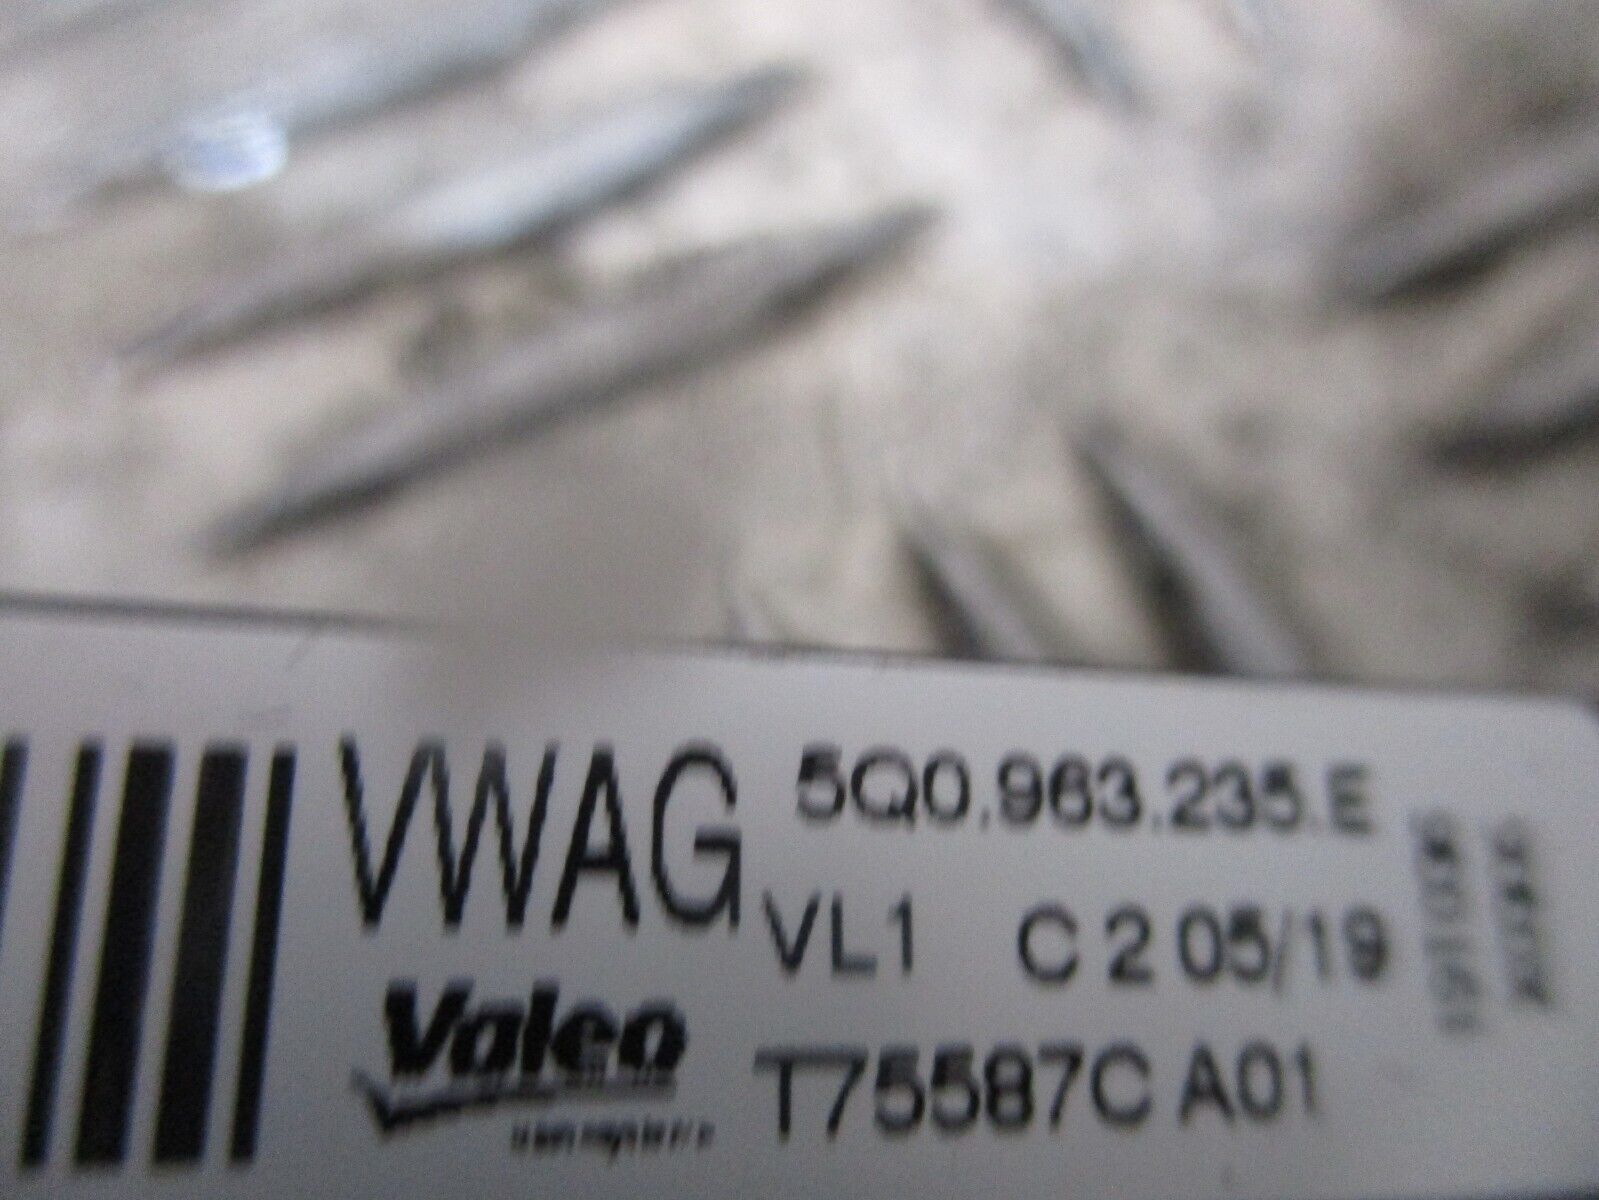 VWAG 5Q0.963.235.E
VL1 C 2 05/19
Valeo
T75587C A01